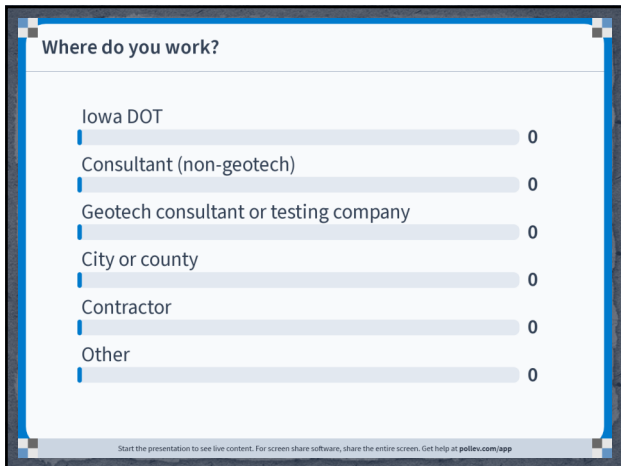 Where do you work?
Iowa DOT
0
Consultant (non-geotech)
0
Geotech consultant or testing company
0
City or county
0
Contractor
0
Other
0
Start the presentation to see live content. For screen share software, share the entire screen. Get help at pollev.com/app